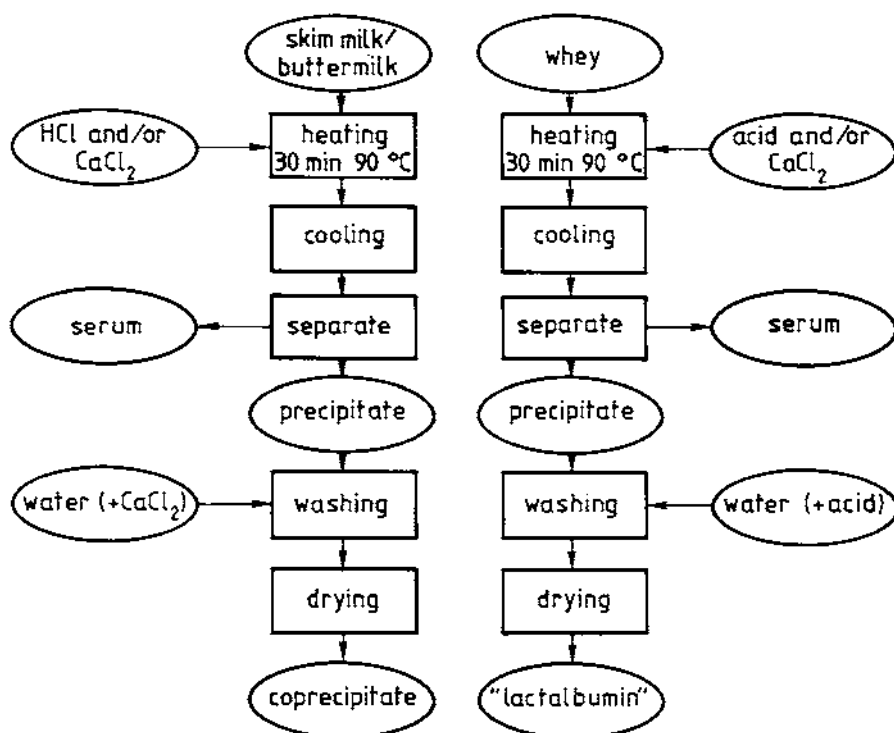 skim milk/
buttermilk
HCl and/or
CaCl₂
heating
30 min 90 °C
cooling
serum
separate
precipitate
water (+CaCl₂)
washing
drying
coprecipitate
whey
heating
30 min 90 °C
acid and/or
CaCl₂
cooling
separate
serum
precipitate
washing
water (+acid)
drying
"lactalbumin"